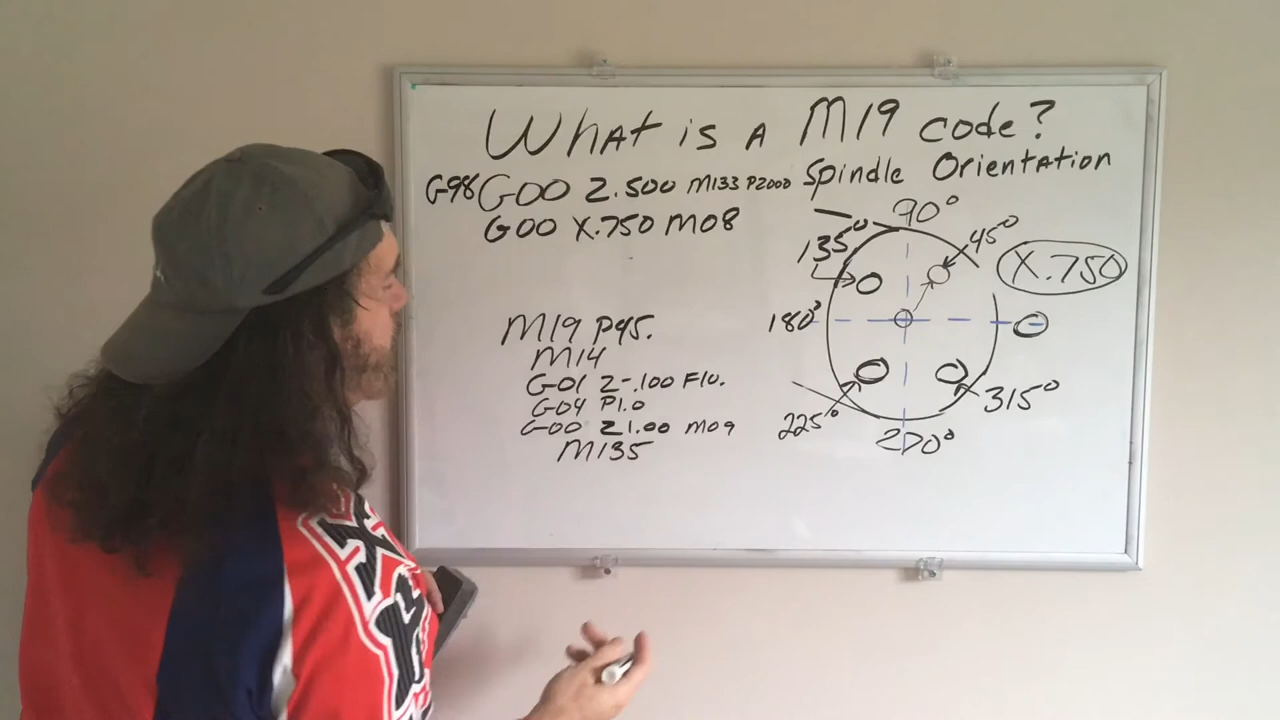 What is a M19 code?
Spindle Orientation
G98 G00 Z.500 M133 P2000
G00 X.750 M08
M19 P45.
M14
G01 Z-.100 F10.
G04 P1.0
G00 Z1.00 M09
M135
90°
135°
45°
X.750
180°
315°
225°
270°